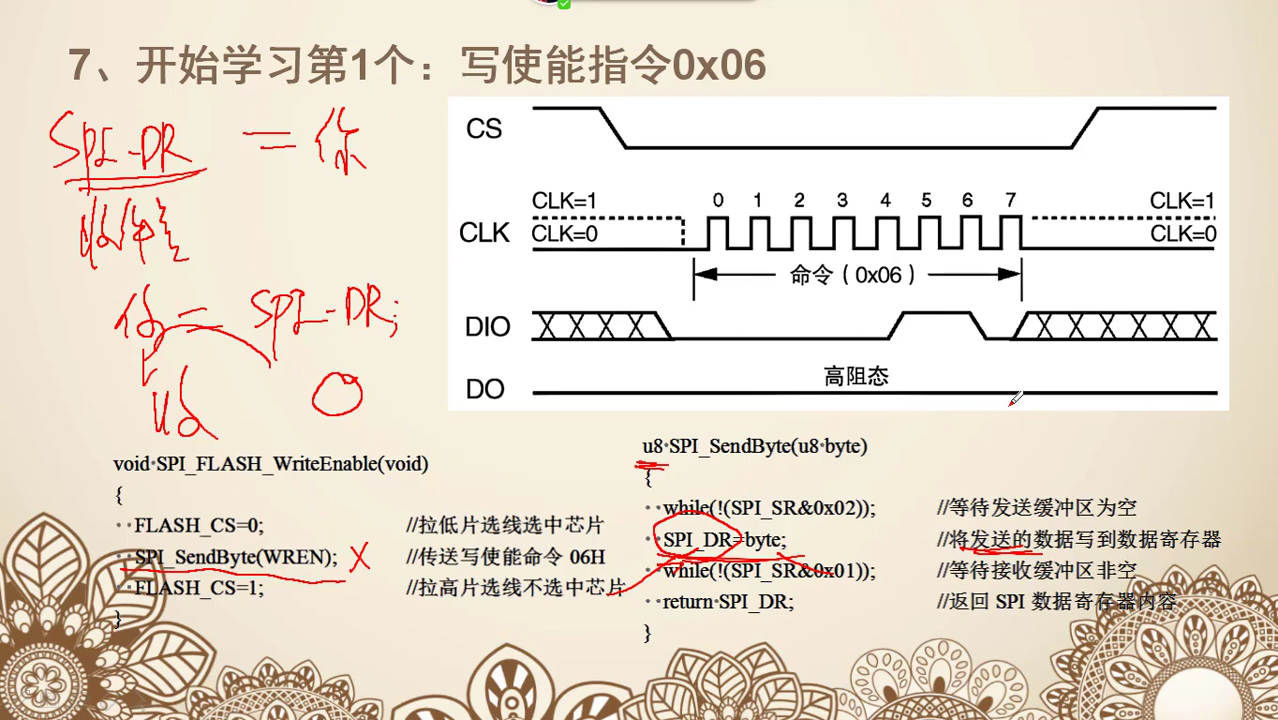 7、开始学习第1个：写使能指令0x06
SPI-DR = 你
你 = SPI-DR;
CS
CLK=1
CLK=0
CLK
0 1 2 3 4 5 6 7
CLK=1
CLK=0
命令（0x06）
DIO
高阻态
DO
void SPI_FLASH_WriteEnable(void)
{
FLASH_CS=0; //拉低片选线选中芯片
SPI_SendByte(WREN); //传送写使能命令 06H
FLASH_CS=1; //拉高片选线不选中芯片
}
u8 SPI_SendByte(u8 byte)
{
while(!(SPI_SR&0x02)); //等待发送缓冲区为空
SPI_DR=byte; //将发送的数据写到数据寄存器
while(!(SPI_SR&0x01)); //等待接收缓冲区非空
return SPI_DR; //返回 SPI 数据寄存器内容
}